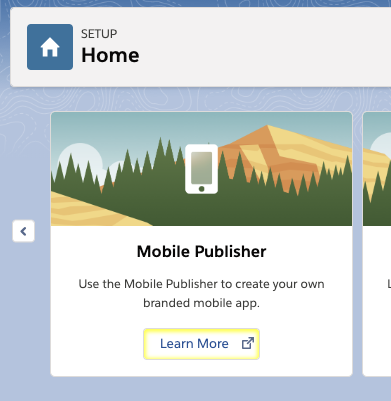 SETUP
Home
Mobile Publisher
Use the Mobile Publisher to create your own
branded mobile app.
Learn More